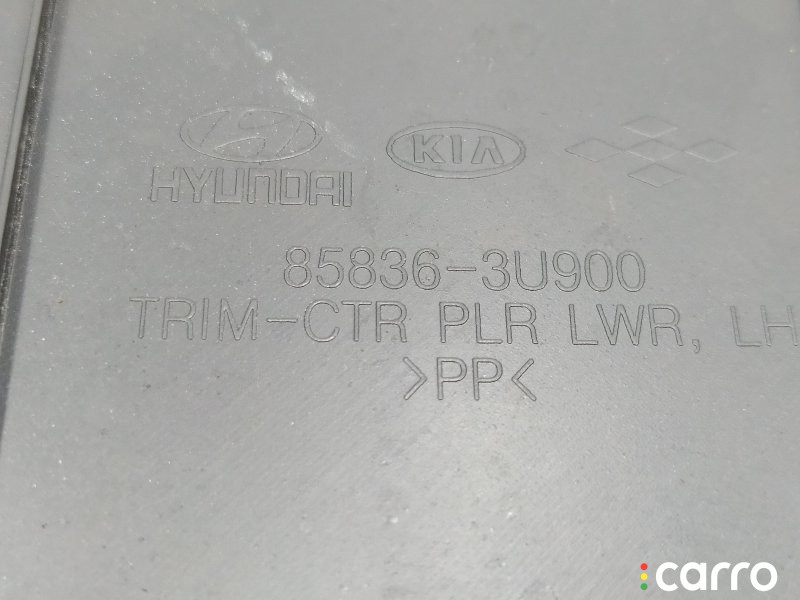 HYUNDAI KIA
85836-3U900
TRIM-CTR PLR LWR, LH
>PP<
carro